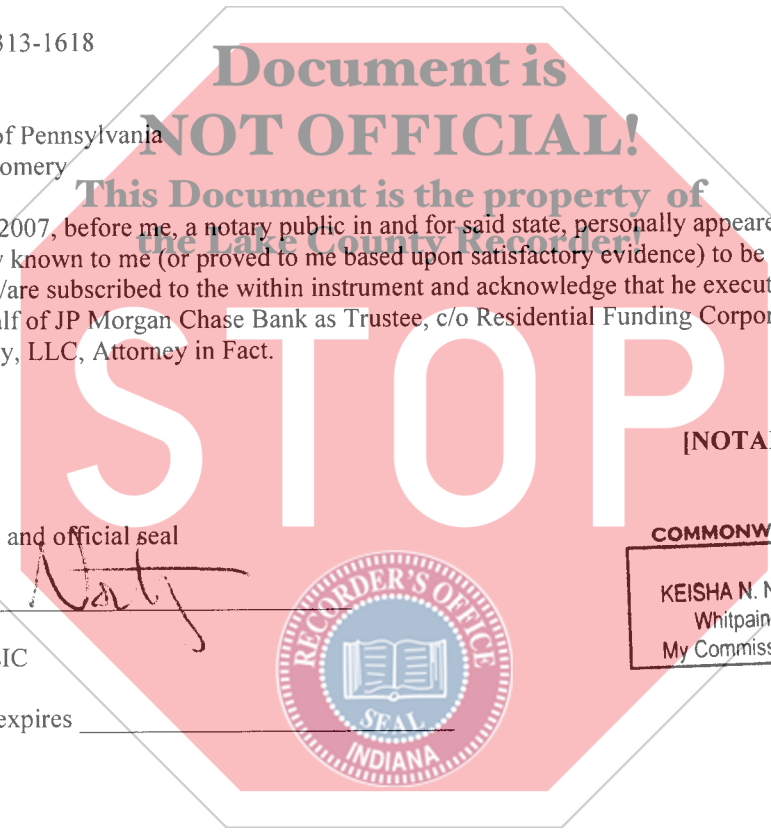 313-1618
Document is
of Pennsylvania
NOT OFFICIAL!
omery
This Document is the property of
2007, before me, a notary public in and for said state, personally appeare
the Lake County Recorder!
known to me (or proved to me based upon satisfactory evidence) to be
/are subscribed to the within instrument and acknowledge that he execut
alf of JP Morgan Chase Bank as Trustee, c/o Residential Funding Corpor
y, LLC, Attorney in Fact.
STOP
[NOTA
and official seal
COMMONW
KEISHA N. N
Whitpain
My Commiss
LIC
expires
RECORDER'S OFFICE
SEAL
INDIANA